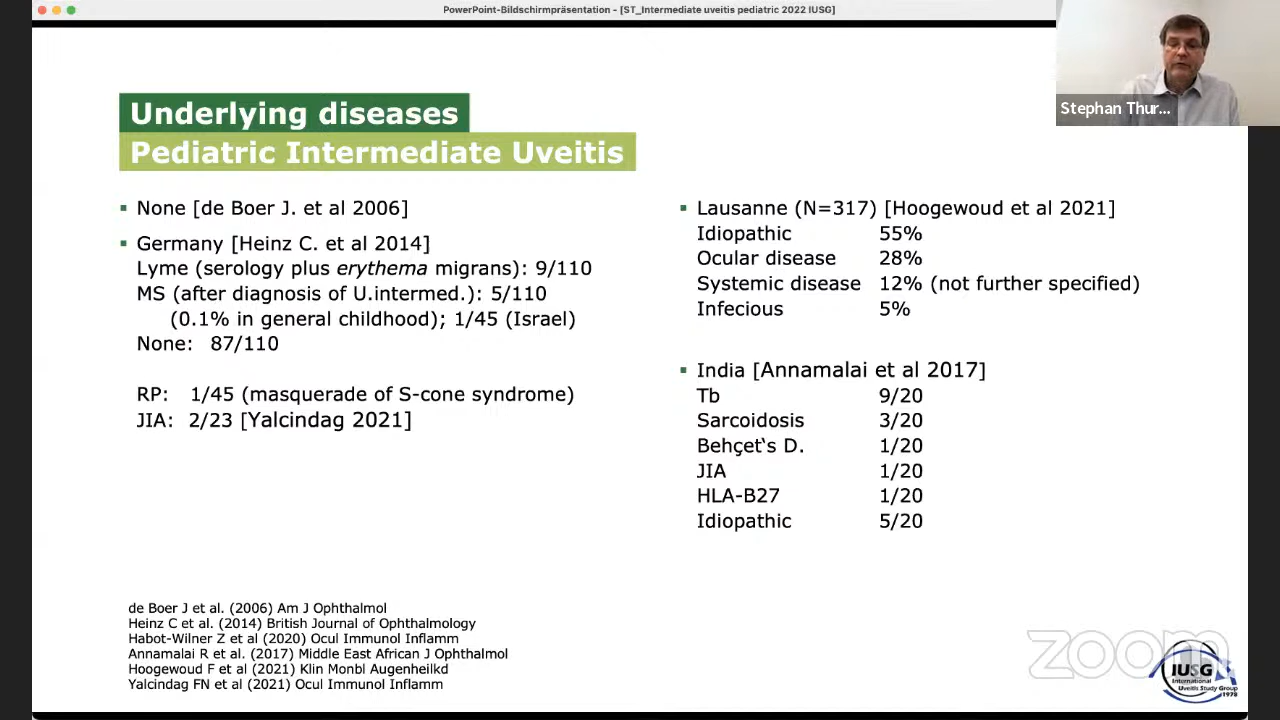 PowerPoint-Bildschirmpräsentation - [ST_Intermediate uveitis pediatric 2022 IUSG]
Stephan Thur...
Underlying diseases
Pediatric Intermediate Uveitis
▪ None [de Boer J. et al 2006]
▪ Germany [Heinz C. et al 2014]
Lyme (serology plus erythema migrans): 9/110
MS (after diagnosis of U.intermed.): 5/110
(0.1% in general childhood); 1/45 (Israel)
None: 87/110
RP: 1/45 (masquerade of S-cone syndrome)
JIA: 2/23 [Yalcindag 2021]
▪ Lausanne (N=317) [Hoogewoud et al 2021]
Idiopathic 55%
Ocular disease 28%
Systemic disease 12% (not further specified)
Infecious 5%
▪ India [Annamalai et al 2017]
Tb 9/20
Sarcoidosis 3/20
Behçet‘s D. 1/20
JIA 1/20
HLA-B27 1/20
Idiopathic 5/20
de Boer J et al. (2006) Am J Ophthalmol
Heinz C et al. (2014) British Journal of Ophthalmology
Habot-Wilner Z et al (2020) Ocul Immunol Inflamm
Annamalai R et al. (2017) Middle East African J Ophthalmol
Hoogewoud F et al (2021) Klin Monbl Augenheilkd
Yalcindag FN et al (2021) Ocul Immunol Inflamm
zoom
IUSG
International
Uveitis Study Group
1978